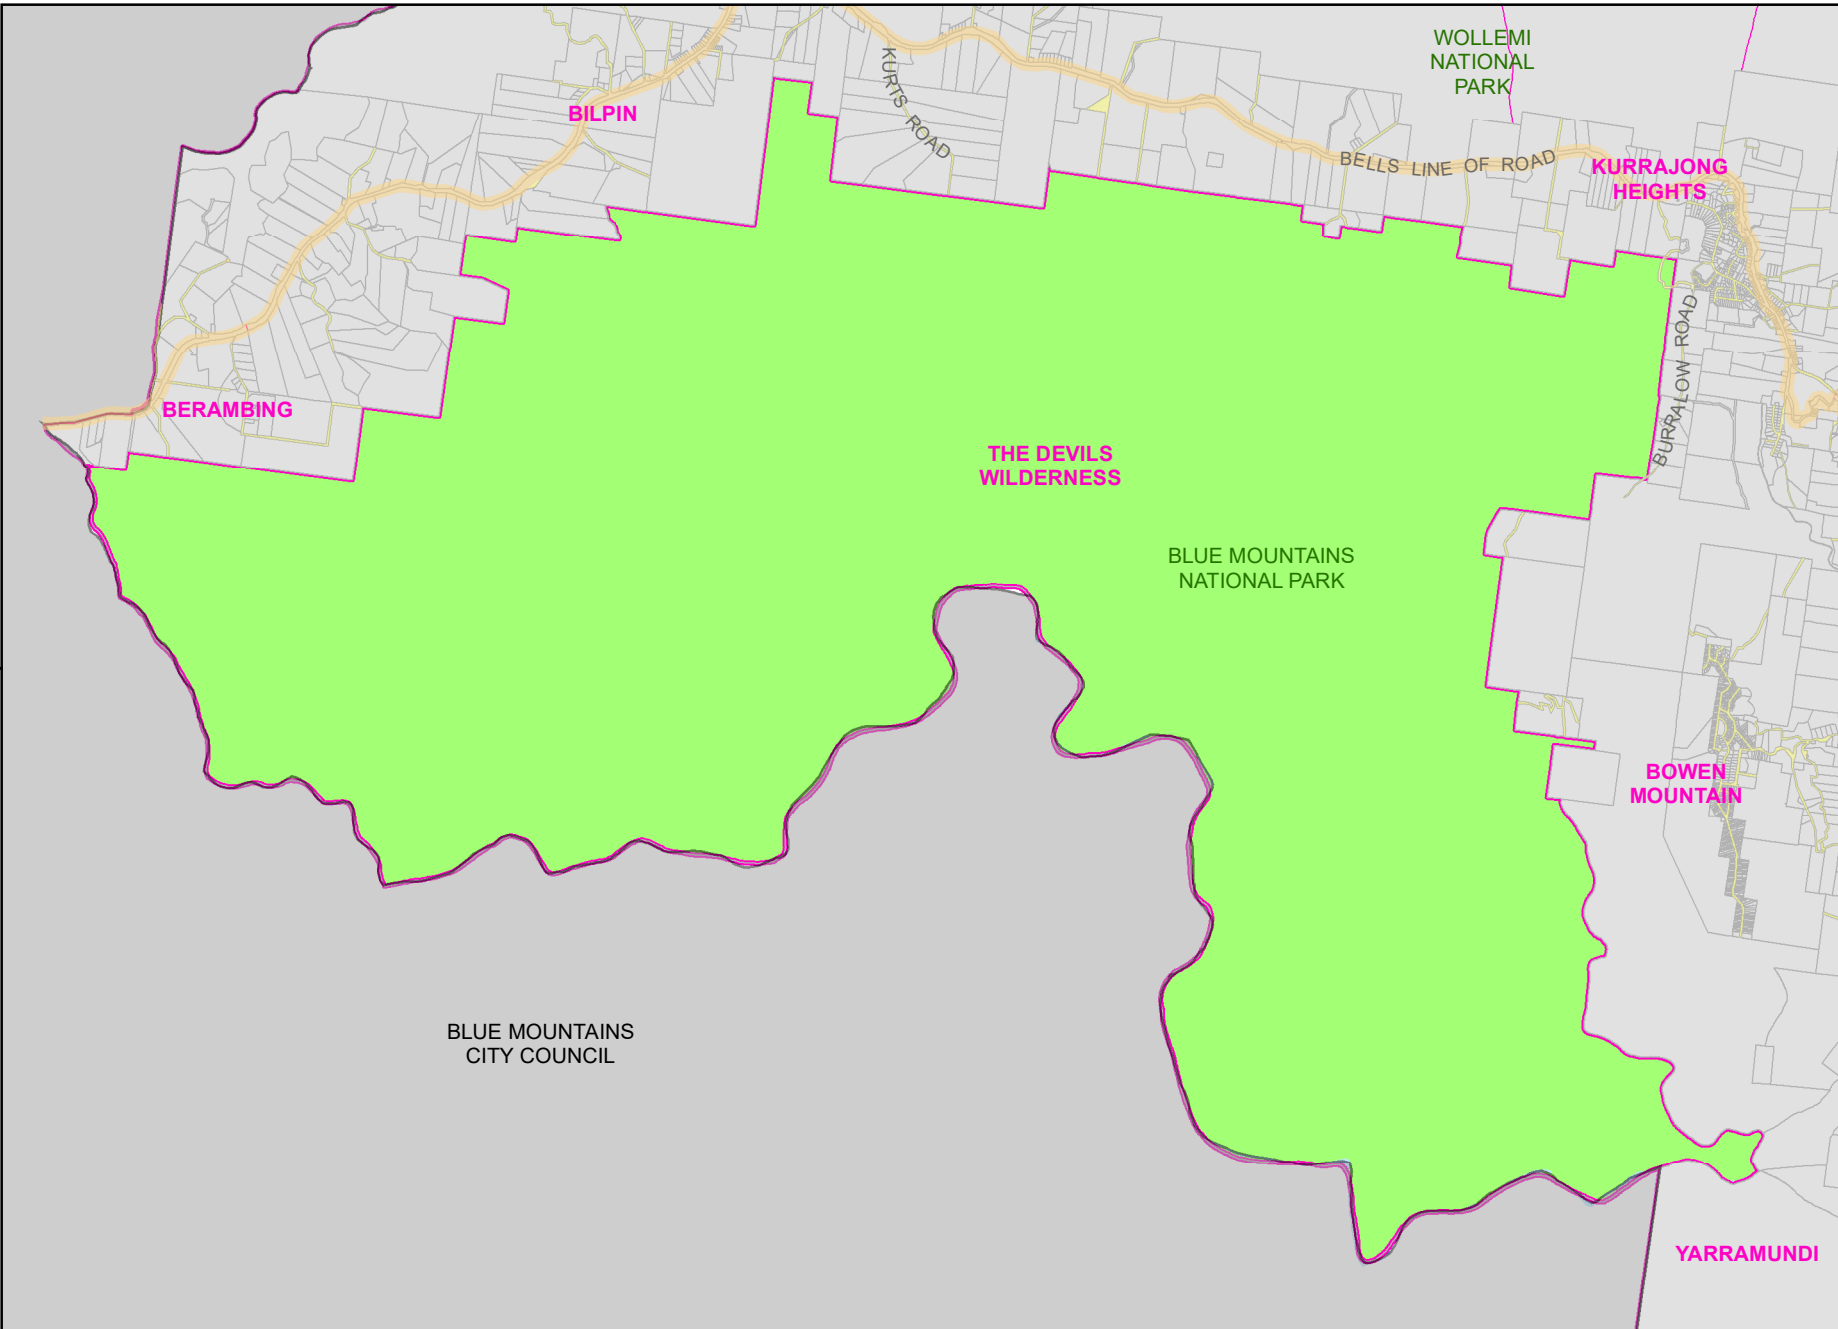 WOLLEMI
NATIONAL
PARK
BILPIN
KURTS ROAD
BELLS LINE OF ROAD
KURRAJONG
HEIGHTS
BURRALOW ROAD
BERAMBING
THE DEVILS
WILDERNESS
BLUE MOUNTAINS
NATIONAL PARK
BOWEN
MOUNTAIN
BLUE MOUNTAINS
CITY COUNCIL
YARRAMUNDI